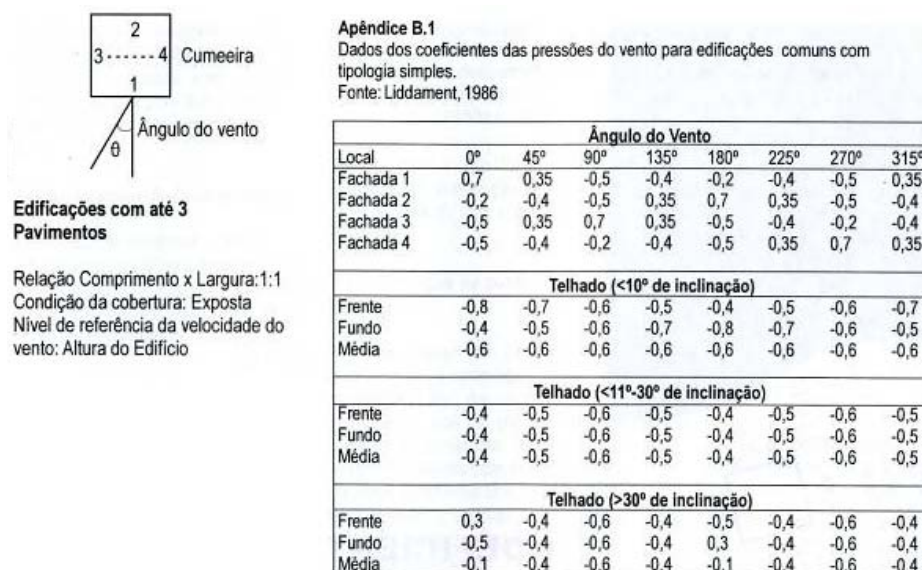 2
3 ------ 4 Cumeeira
1
Ângulo do vento
θ
Edificações com até 3
Pavimentos
Relação Comprimento x Largura:1:1
Condição da cobertura: Exposta
Nível de referência da velocidade do
vento: Altura do Edifício
Apêndice B.1
Dados dos coeficientes das pressões do vento para edificações comuns com
tipologia simples.
Fonte: Liddament, 1986
Ângulo do Vento
Local 0º 45º 90º 135º 180º 225º 270º 315º
Fachada 1 0,7 0,35 -0,5 -0,4 -0,2 -0,4 -0,5 0,35
Fachada 2 -0,2 -0,4 -0,5 0,35 0,7 0,35 -0,5 -0,4
Fachada 3 -0,5 0,35 0,7 0,35 -0,5 -0,4 -0,2 -0,4
Fachada 4 -0,5 -0,4 -0,2 -0,4 -0,5 0,35 0,7 0,35
Telhado (<10º de inclinação)
Frente -0,8 -0,7 -0,6 -0,5 -0,4 -0,5 -0,6 -0,7
Fundo -0,4 -0,5 -0,6 -0,7 -0,8 -0,7 -0,6 -0,5
Média -0,6 -0,6 -0,6 -0,6 -0,6 -0,6 -0,6 -0,6
Telhado (<11º-30º de inclinação)
Frente -0,4 -0,5 -0,6 -0,5 -0,4 -0,5 -0,6 -0,5
Fundo -0,4 -0,5 -0,6 -0,5 -0,4 -0,5 -0,6 -0,5
Média -0,4 -0,5 -0,6 -0,5 -0,4 -0,5 -0,6 -0,5
Telhado (>30º de inclinação)
Frente 0,3 -0,4 -0,6 -0,4 -0,5 -0,4 -0,6 -0,4
Fundo -0,5 -0,4 -0,6 -0,4 0,3 -0,4 -0,6 -0,4
Média -0,1 -0,4 -0,6 -0,4 -0,1 -0,4 -0,6 -0,4